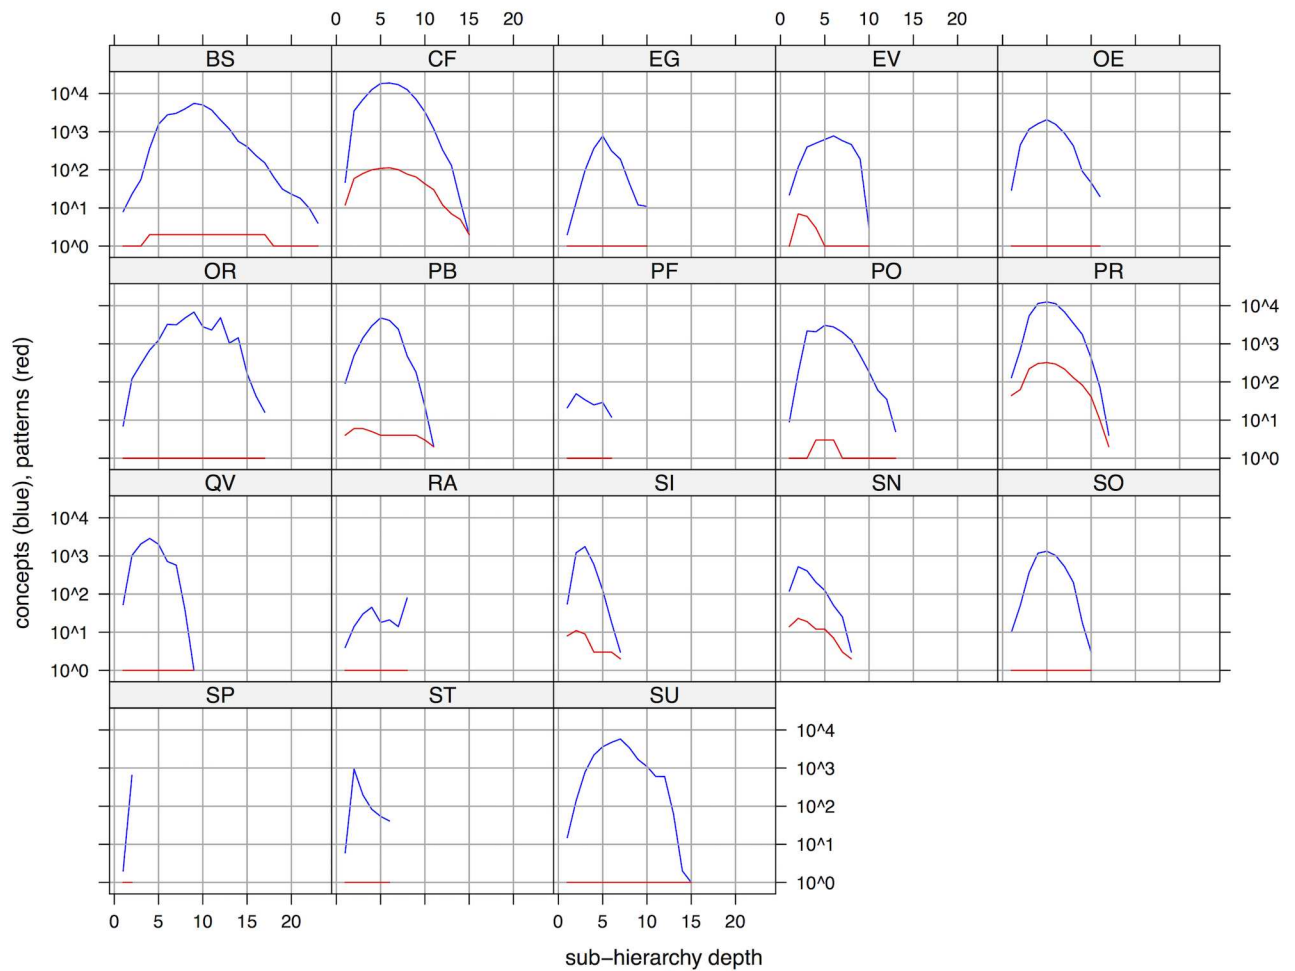 0 5 10 15 20 0 5 10 15 20
BS CF EG EV OE
10^4
10^3
10^2
10^1
10^0
OR PB PF PO PR
10^4
10^3
10^2
10^1
10^0
QV RA SI SN SO
10^4
10^3
10^2
10^1
10^0
SP ST SU
10^4
10^3
10^2
10^1
10^0
0 5 10 15 20 0 5 10 15 20
concepts (blue), patterns (red)
sub-hierarchy depth